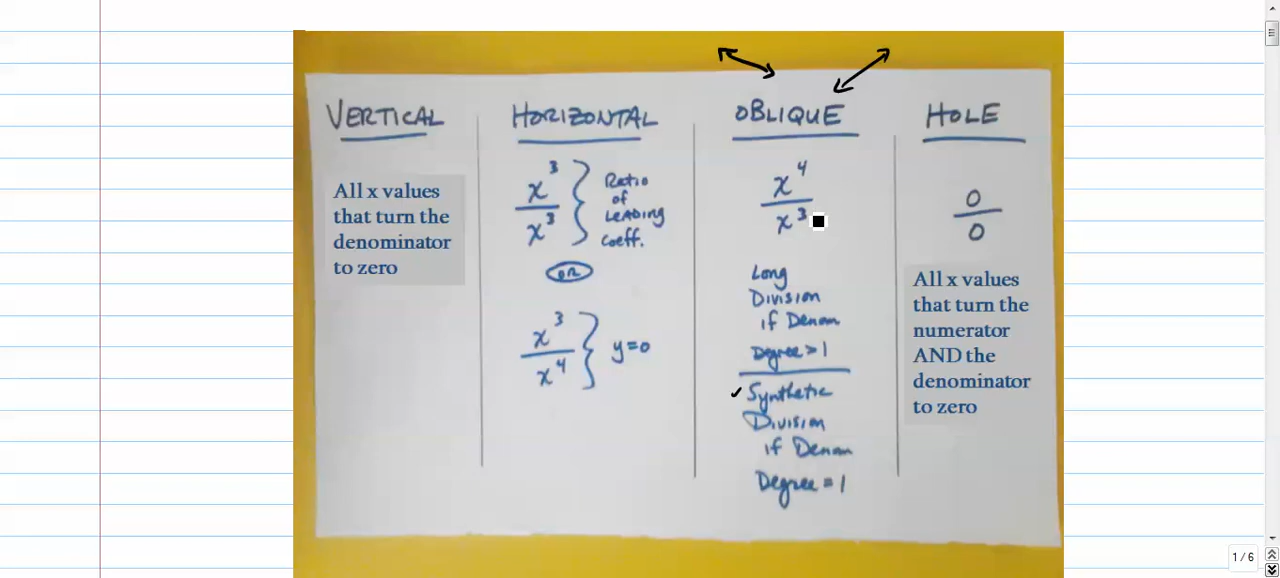 VERTICAL
All x values
that turn the
denominator
to zero
HORIZONTAL
x³
x³
Ratio
of
Leading
Coeff.
OR
x³
x⁴
y=0
OBLIQUE
x⁴
x³
Long
Division
if Denom
Degree > 1
✓Synthetic
Division
if Denom
Degree = 1
HOLE
0
0
All x values
that turn the
numerator
AND the
denominator
to zero
1 / 6